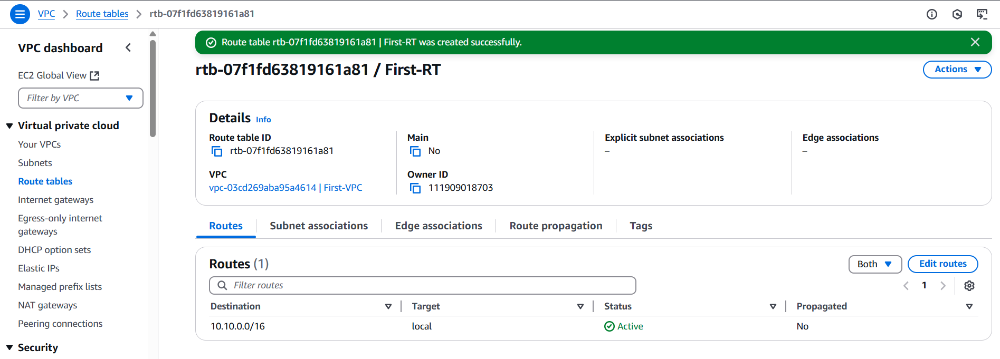 VPC > Route tables > rtb-07f1fd63819161a81
VPC dashboard
EC2 Global View
Filter by VPC
Virtual private cloud
Your VPCs
Subnets
Route tables
Internet gateways
Egress-only internet
gateways
DHCP option sets
Elastic IPs
Managed prefix lists
NAT gateways
Peering connections
Security
Route table rtb-07f1fd63819161a81 | First-RT was created successfully.
rtb-07f1fd63819161a81 / First-RT
Actions
Details Info
Route table ID
rtb-07f1fd63819161a81
Main
No
Explicit subnet associations
–
Edge associations
–
VPC
vpc-03cd269aba95a4614 | First-VPC
Owner ID
111909018703
Routes
Subnet associations
Edge associations
Route propagation
Tags
Routes (1)
Both
Edit routes
Filter routes
1
Destination Target Status Propagated
10.10.0.0/16 local Active No